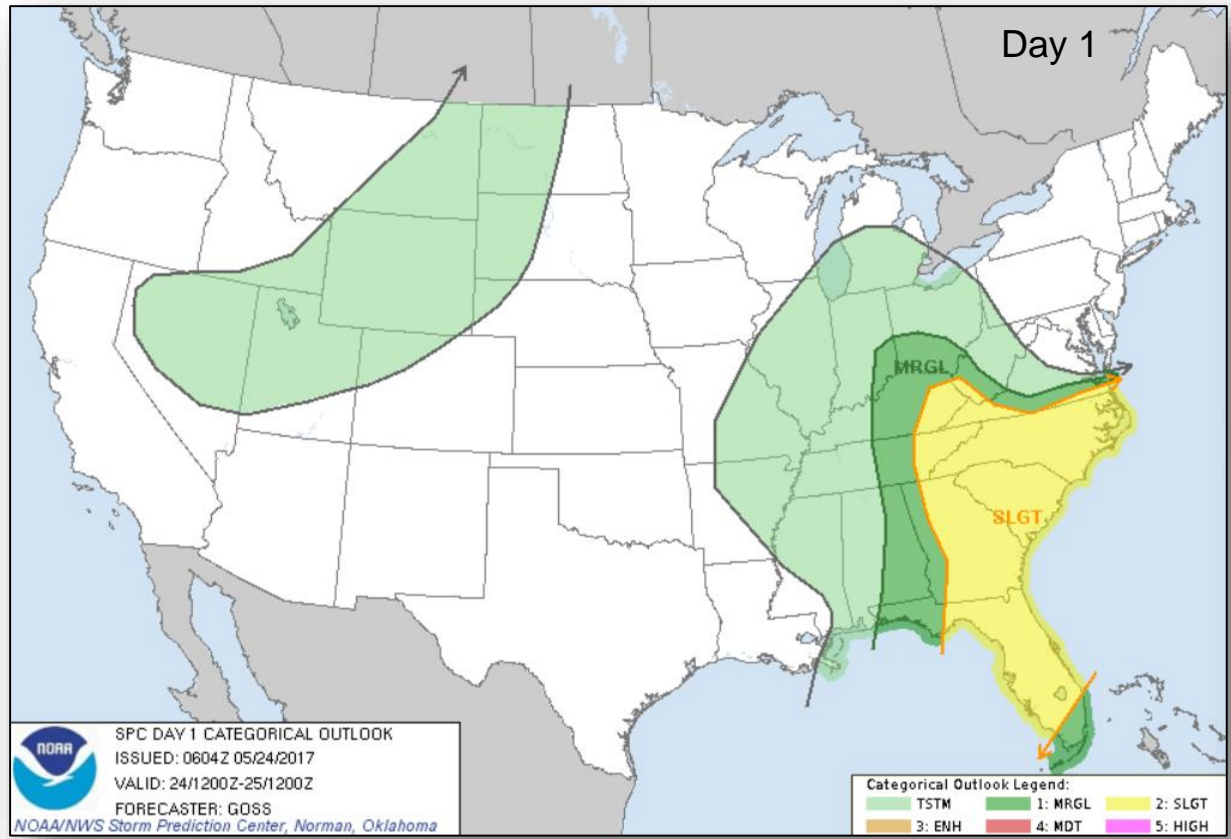 Day 1
MRGL
SLGT
NOAA
SPC DAY 1 CATEGORICAL OUTLOOK
ISSUED: 0604Z 05/24/2017
VALID: 24/1200Z-25/1200Z
FORECASTER: GOSS
NOAA/NWS Storm Prediction Center, Norman, Oklahoma
Categorical Outlook Legend:
TSTM 1: MRGL 2: SLGT
3: ENH 4: MDT 5: HIGH